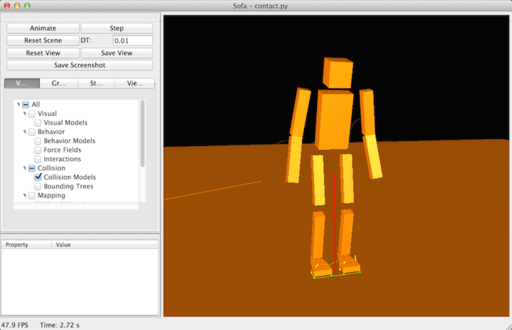 Sofa - contact.py
Animate Step
Reset Scene DT: 0.01
Reset View Save View
Save Screenshot
V... Gr... St... Vie...
All
Visual
Visual Models
Behavior
Behavior Models
Force Fields
Interactions
Collision
Collision Models
Bounding Trees
Mapping
Property Value
47.9 FPS Time: 2.72 s